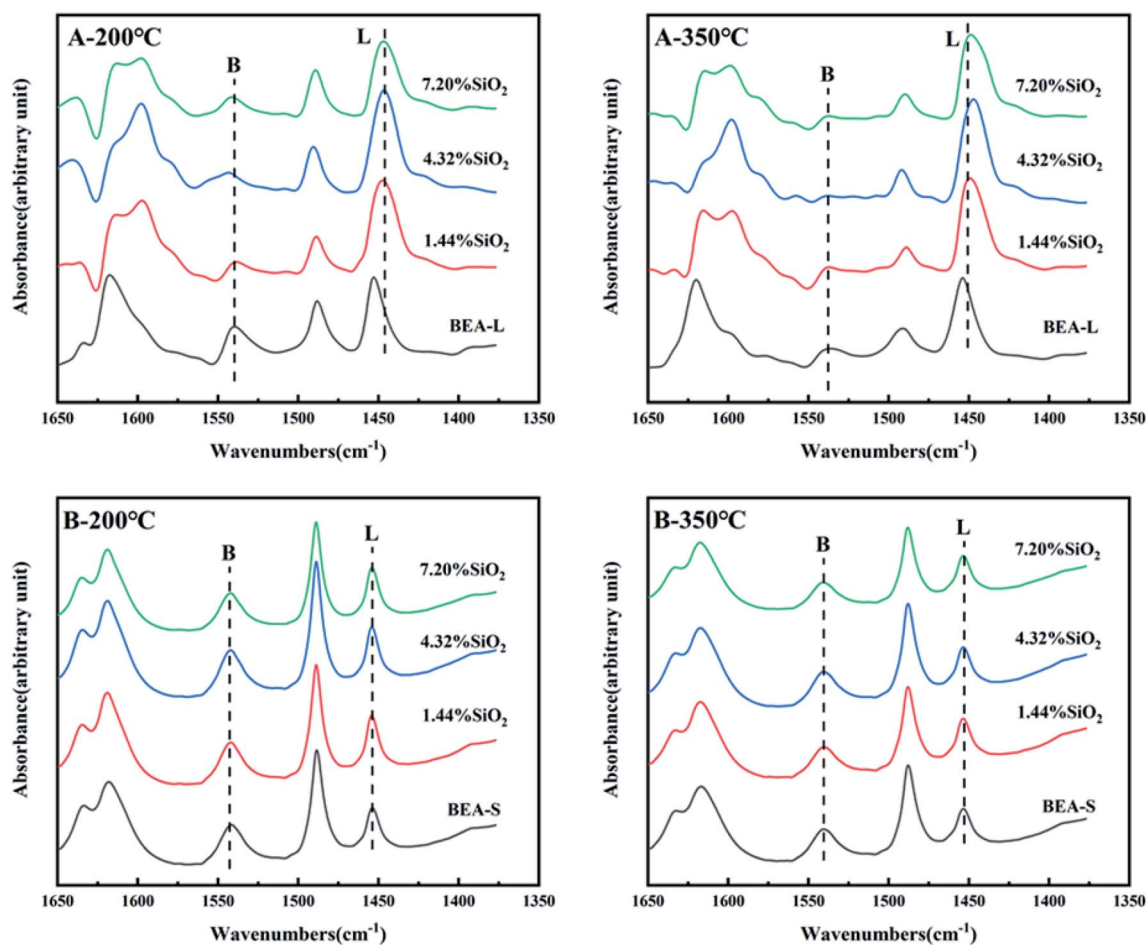 A-200°C
B
L
7.20%SiO₂
4.32%SiO₂
1.44%SiO₂
BEA-L
Absorbance(arbitrary unit)
1650 1600 1550 1500 1450 1400 1350
Wavenumbers(cm⁻¹)
A-350°C
B
L
7.20%SiO₂
4.32%SiO₂
1.44%SiO₂
BEA-L
Absorbance(arbitrary unit)
1650 1600 1550 1500 1450 1400 1350
Wavenumbers(cm⁻¹)
B-200°C
B
L
7.20%SiO₂
4.32%SiO₂
1.44%SiO₂
BEA-S
Absorbance(arbitrary unit)
1650 1600 1550 1500 1450 1400 1350
Wavenumbers(cm⁻¹)
B-350°C
B
L
7.20%SiO₂
4.32%SiO₂
1.44%SiO₂
BEA-S
Absorbance(arbitrary unit)
1650 1600 1550 1500 1450 1400 1350
Wavenumbers(cm⁻¹)